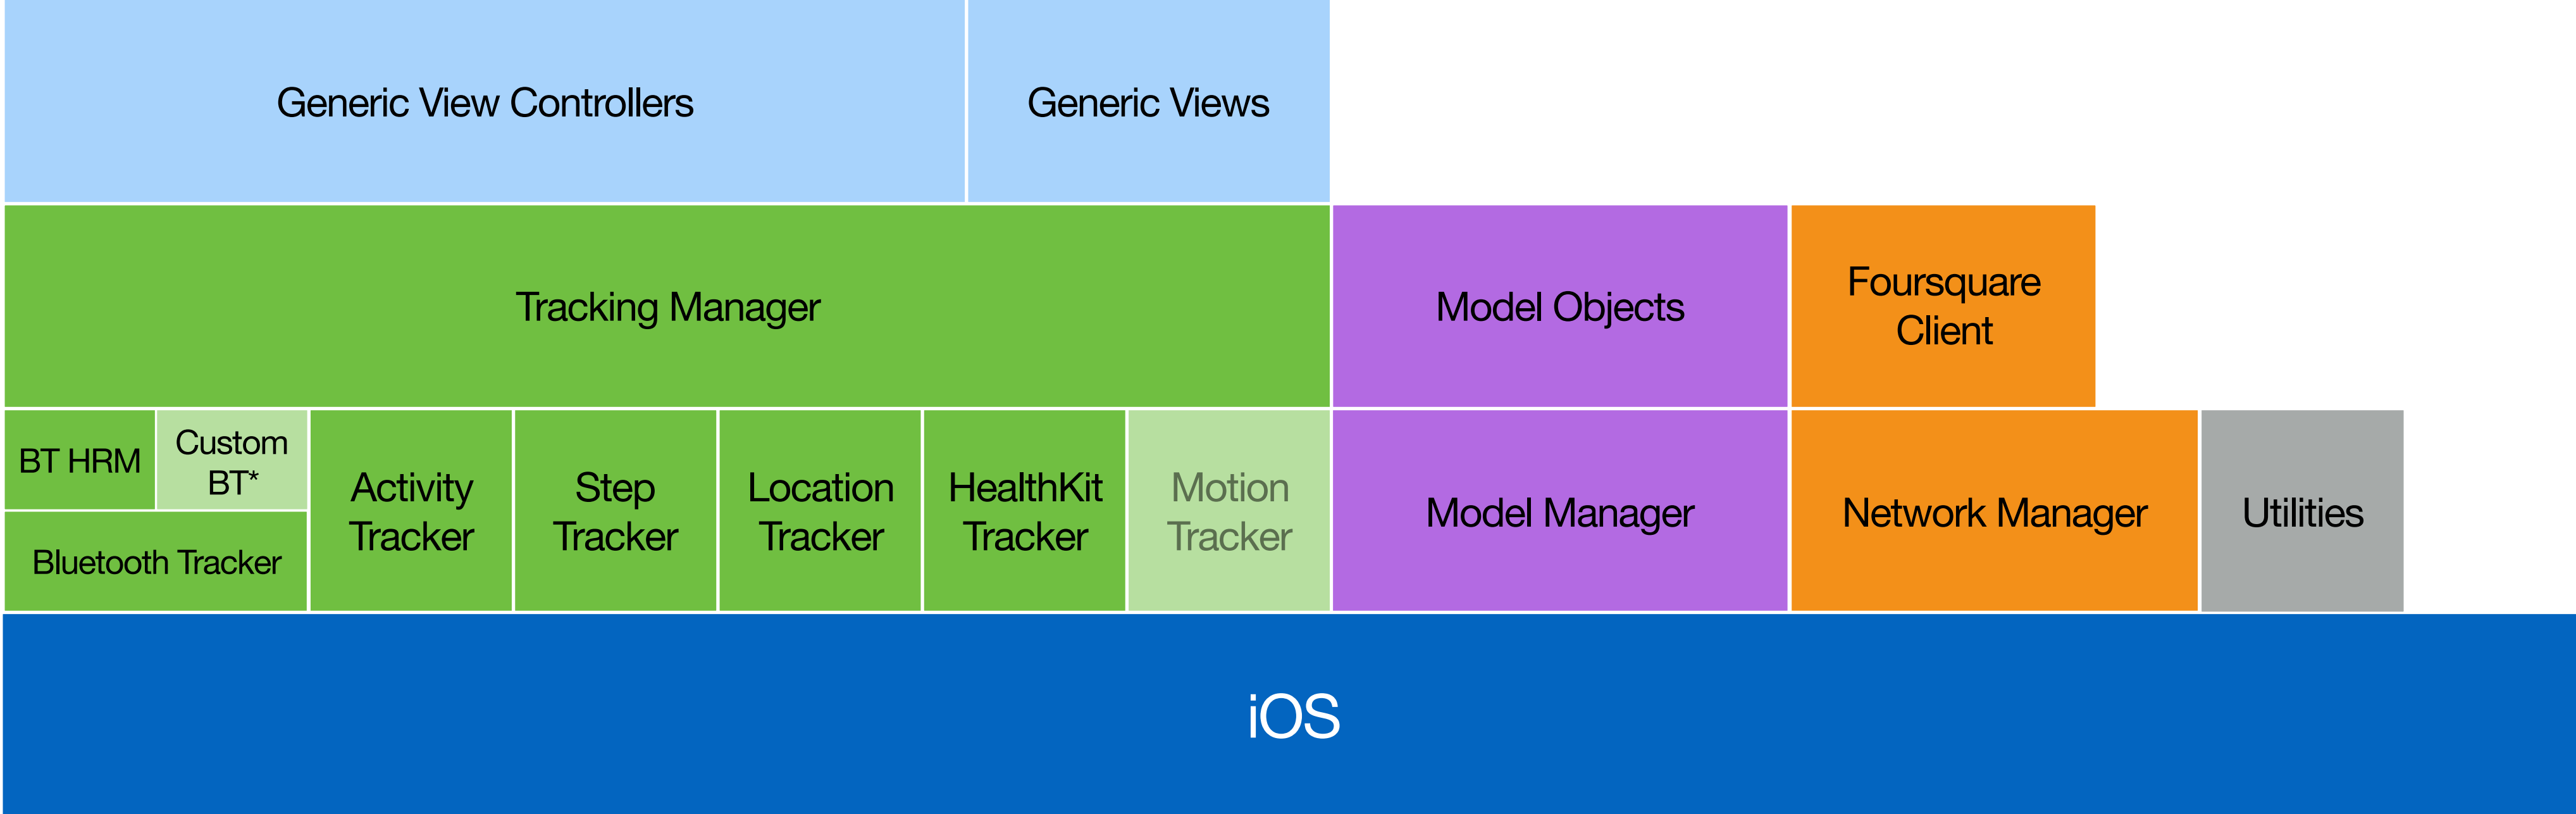 Generic View Controllers
Generic Views
Tracking Manager
Model Objects
Foursquare
Client
BT HRM
Custom
BT*
Bluetooth Tracker
Activity
Tracker
Step
Tracker
Location
Tracker
HealthKit
Tracker
Motion
Tracker
Model Manager
Network Manager
Utilities
iOS